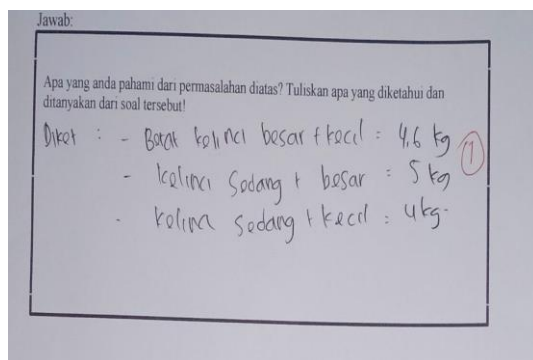 Jawab:
Apa yang anda pahami dari permasalahan diatas? Tuliskan apa yang diketahui dan
ditanyakan dari soal tersebut!
Diket : - Berat kelinci besar + kecil = 4,6 kg
1
- kelinci Sedang + besar = 5 kg
- kelinci Sedang + kecil = 4 kg.